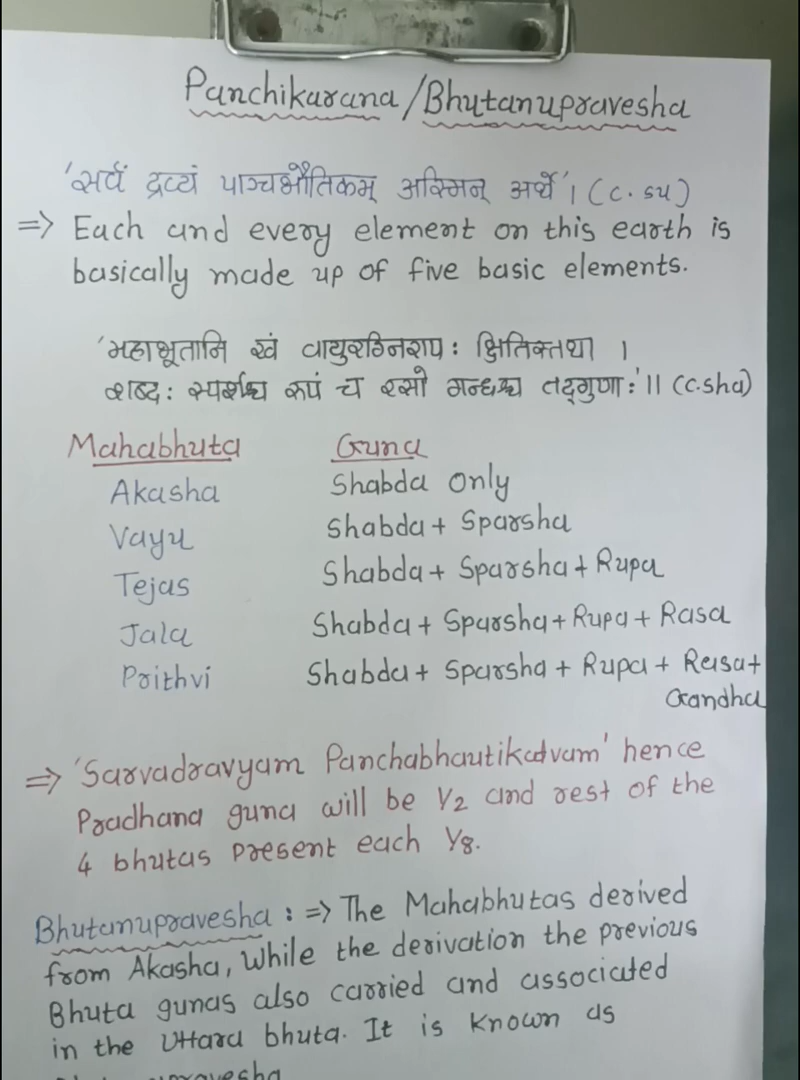 Panchikarana/Bhutanupravesha
'सर्वं द्रव्यं पाञ्चभौतिकम् अस्मिन् अर्थे'। (c. su)
=> Each and every element on this earth is
basically made up of five basic elements.
'महाभूतानि खं वायुरग्निरापः क्षितिस्तथा ।
शब्दः स्पर्शश्च रूपं च रसो गन्धश्च तद्गुणाः'॥ (c.sha)
Mahabhuta Guna
Akasha Shabda Only
Vayu Shabda + Sparsha
Tejas Shabda + Sparsha + Rupa
Jala Shabda + Sparsha + Rupa + Rasa
Prithvi Shabda + Sparsha + Rupa + Rasa +
Gandha
=> 'Sarvadravyam Panchabhautikatvam' hence
Pradhana guna will be 1/2 and rest of the
4 bhutas present each 1/8.
Bhutanupravesha : => The Mahabhutas derived
from Akasha, While the derivation the previous
Bhuta gunas also carried and associated
in the Uttara bhuta. It is known as